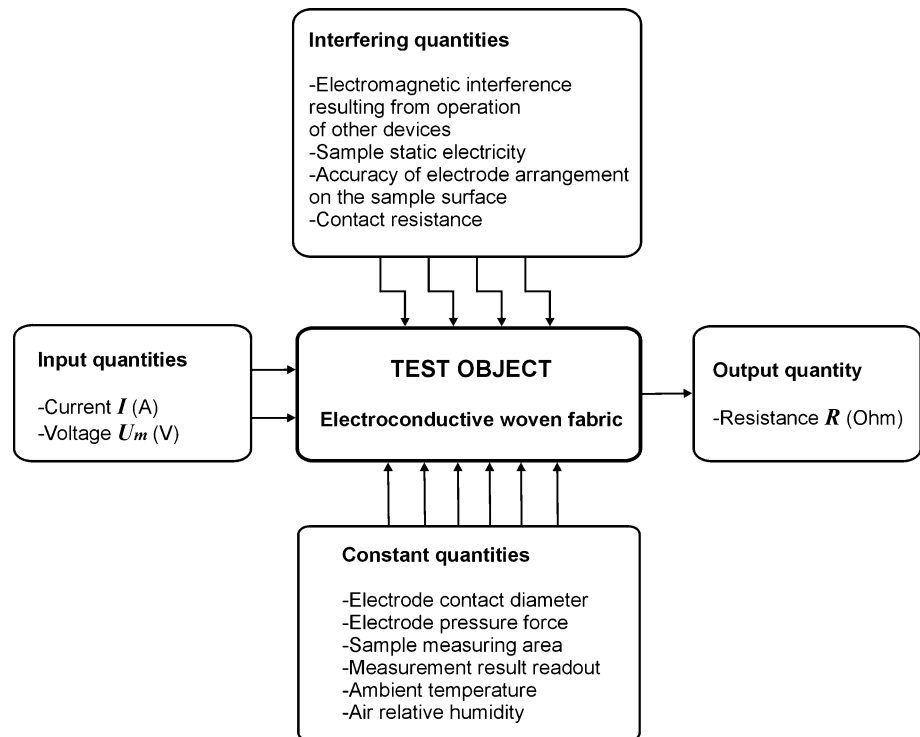 Interfering quantities
-Electromagnetic interference
resulting from operation
of other devices
-Sample static electricity
-Accuracy of electrode arrangement
on the sample surface
-Contact resistance
Input quantities
-Current I (A)
-Voltage Um (V)
TEST OBJECT
Electroconductive woven fabric
Output quantity
-Resistance R (Ohm)
Constant quantities
-Electrode contact diameter
-Electrode pressure force
-Sample measuring area
-Measurement result readout
-Ambient temperature
-Air relative humidity